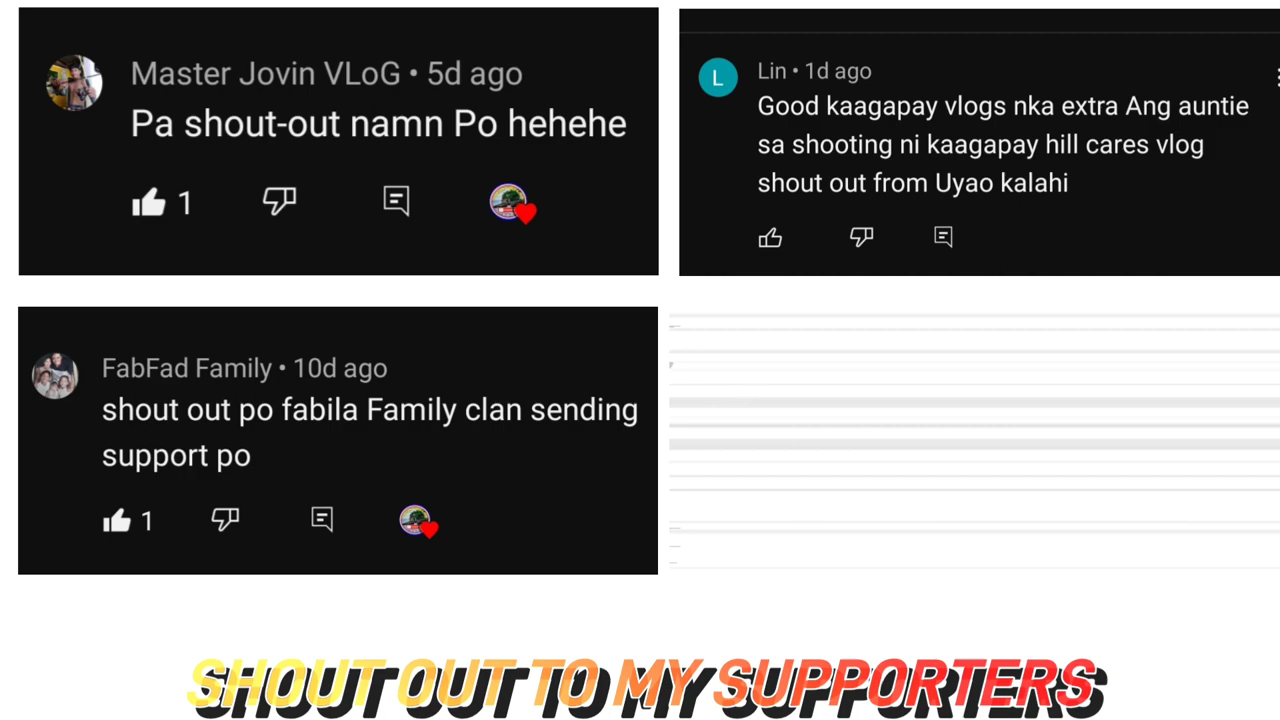 Master Jovin VLoG • 5d ago
Pa shout-out namn Po hehehe
1
L
Lin • 1d ago
Good kaagapay vlogs nka extra Ang auntie
sa shooting ni kaagapay hill cares vlog
shout out from Uyao kalahi
FabFad Family • 10d ago
shout out po fabila Family clan sending
support po
1
SHOUT OUT TO MY SUPPORTERS